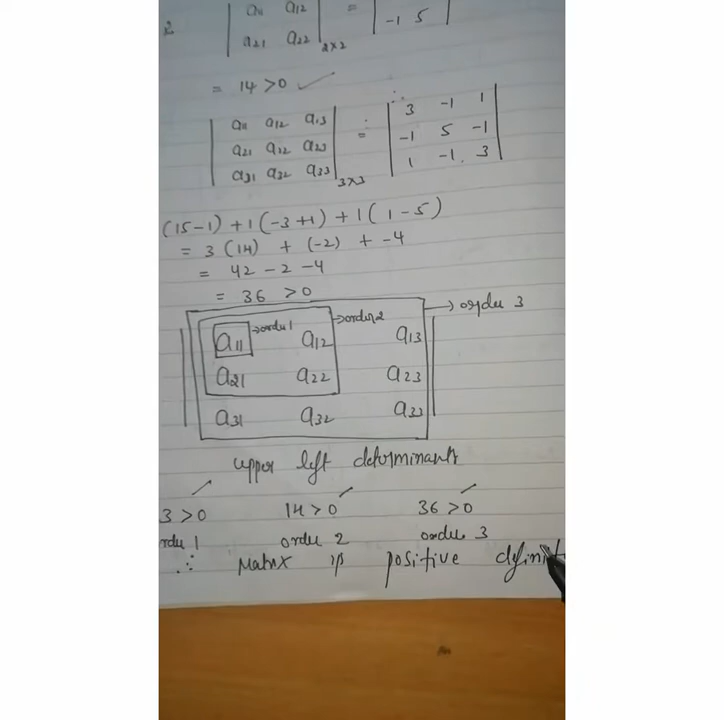 2 | a11 a12 | = |
| a21 a22 | 2x2 | -1 5 |
= 14 > 0 ✓
| a11 a12 a13 | ∴ | 3 -1 1 |
| a21 a22 a23 | = | -1 5 -1 |
| a31 a32 a33 | 3x3 | 1 -1 3 |
(15-1) + 1(-3+1) + 1(1-5)
= 3(14) + (-2) + -4
= 42 - 2 - 4
= 36 > 0
a11 → order 1 a12 → order 2 a13 → order 3
a21 a22 a23
a31 a32 a33
upper left determinants
3 > 0 ✓ 14 > 0 ✓ 36 > 0 ✓
rder 1 order 2 order 3
∴ Matrix is positive definit